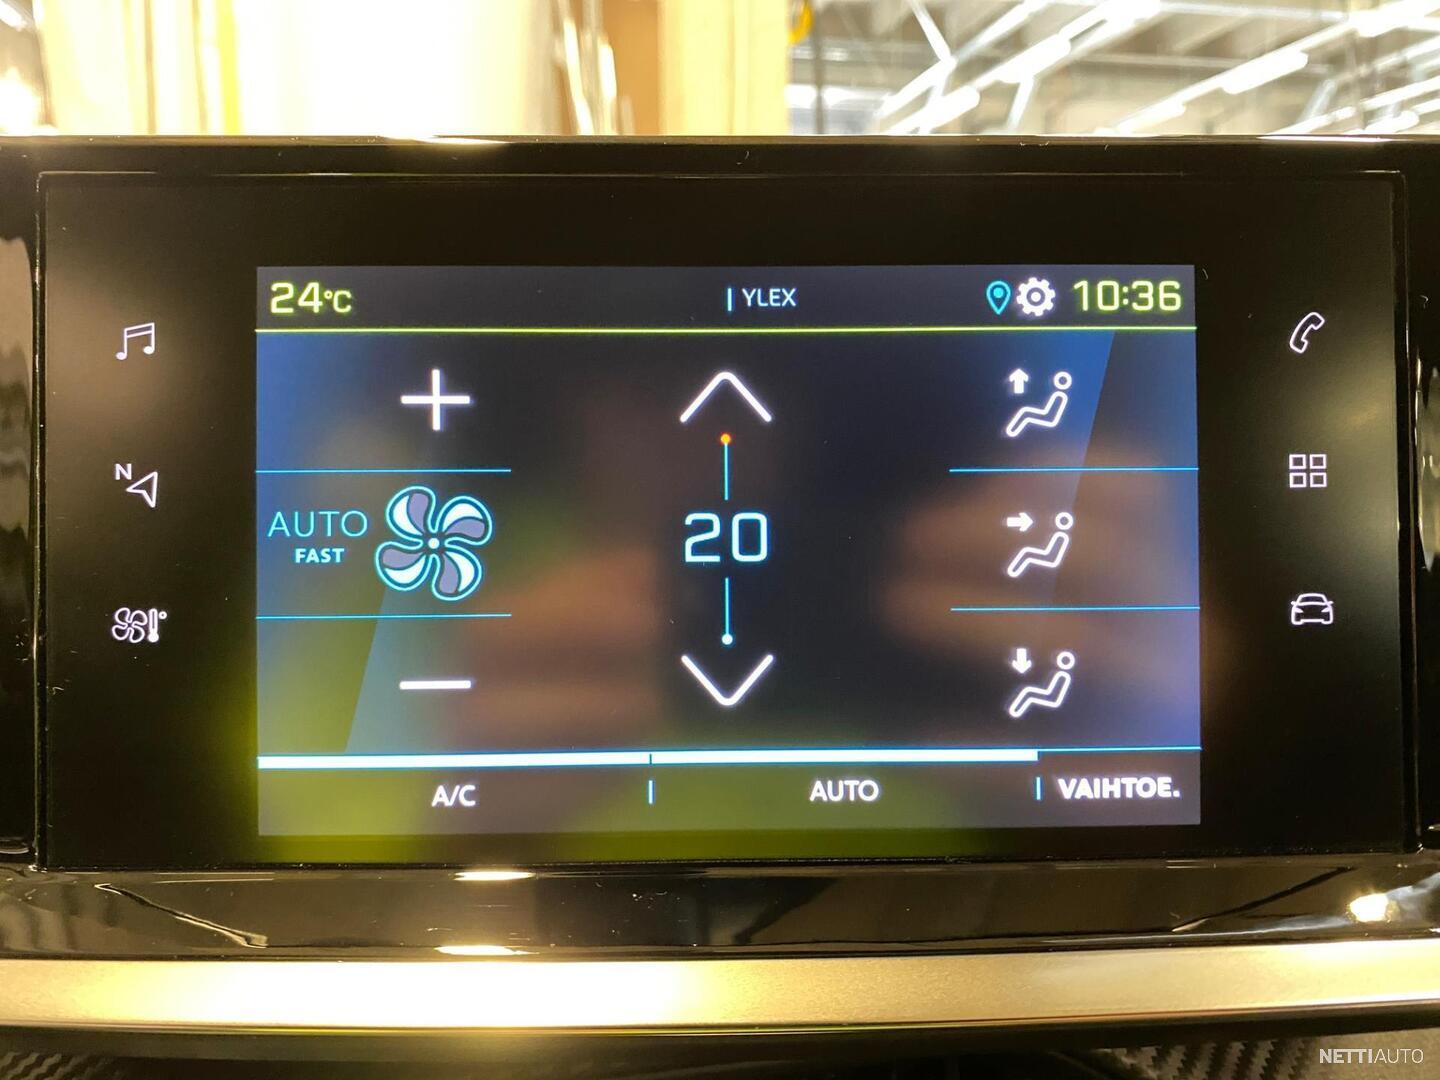 24°C
YLEX
10:36
N
AUTO
FAST
20
A/C
AUTO
VAIHTOE.
NETTIAUTO